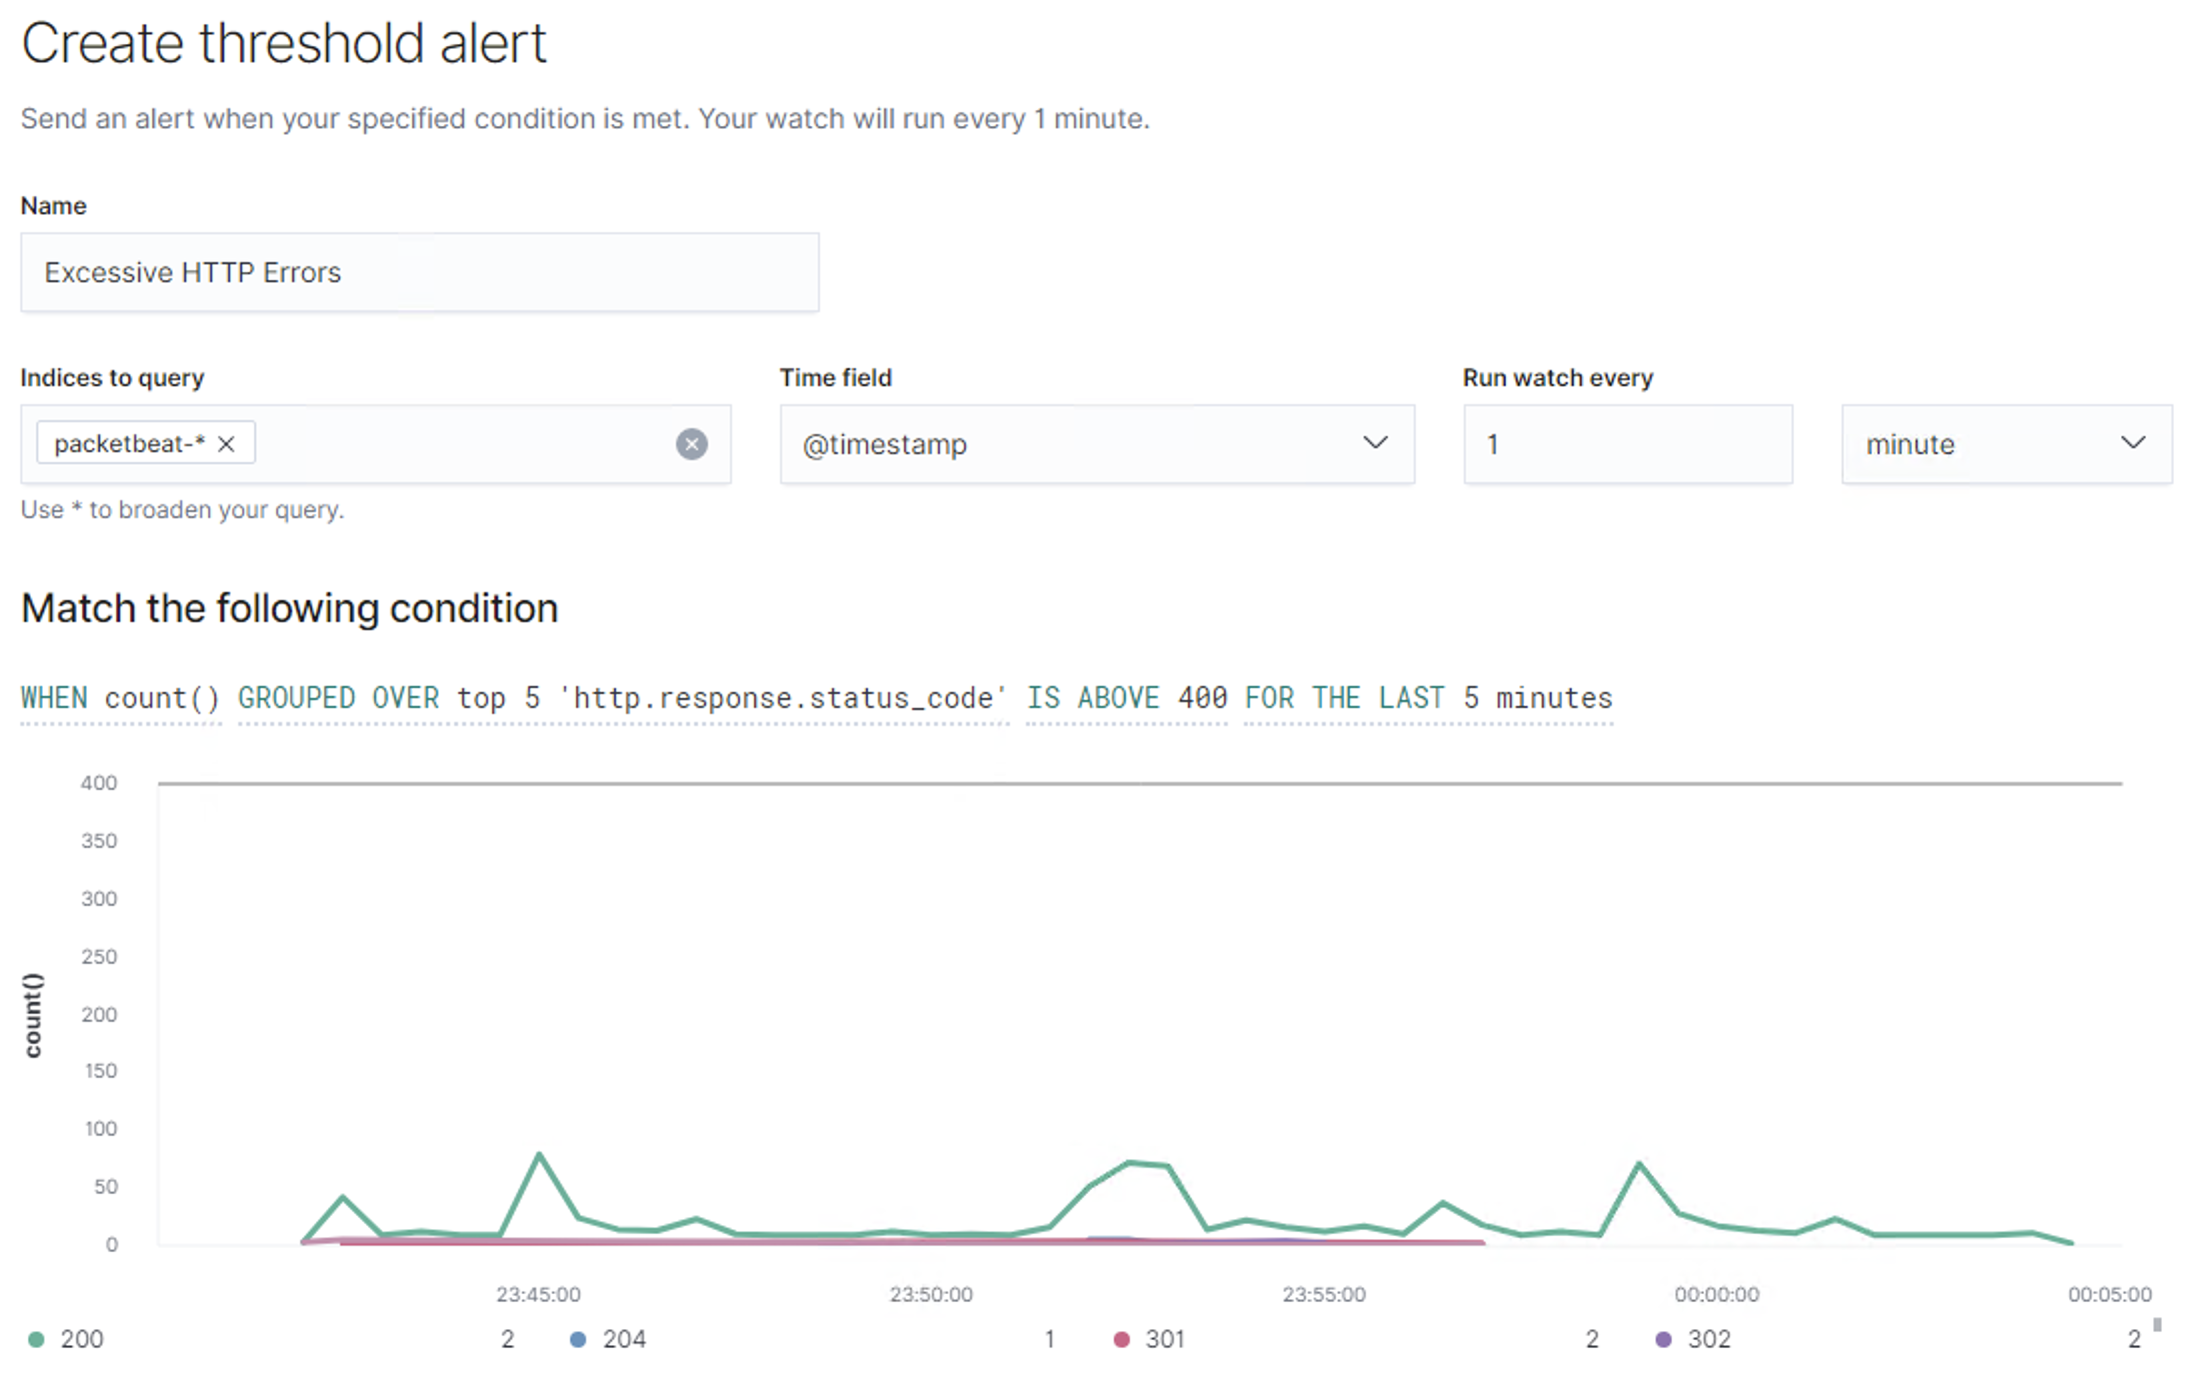 Create threshold alert
Send an alert when your specified condition is met. Your watch will run every 1 minute.
Name
Excessive HTTP Errors
Indices to query
Time field
Run watch every
packetbeat-* ×
@timestamp
1
minute
Use * to broaden your query.
Match the following condition
WHEN count() GROUPED OVER top 5 'http.response.status_code' IS ABOVE 400 FOR THE LAST 5 minutes
400
350
300
250
200
150
100
50
0
count()
23:45:00 23:50:00 23:55:00 00:00:00 00:05:00
200 2 204 1 301 2 302 2